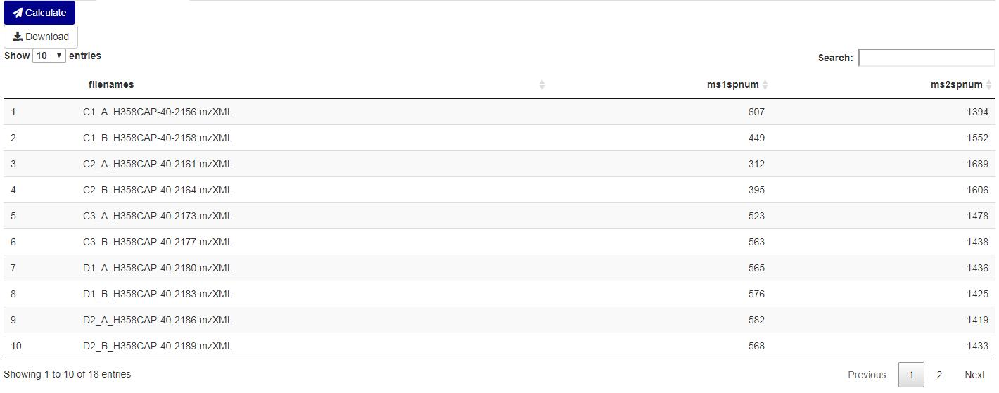 Calculate
Download
Show 10 entries
Search:
filenames ms1spnum ms2spnum
1 C1_A_H358CAP-40-2156.mzXML 607 1394
2 C1_B_H358CAP-40-2158.mzXML 449 1552
3 C2_A_H358CAP-40-2161.mzXML 312 1689
4 C2_B_H358CAP-40-2164.mzXML 395 1606
5 C3_A_H358CAP-40-2173.mzXML 523 1478
6 C3_B_H358CAP-40-2177.mzXML 563 1438
7 D1_A_H358CAP-40-2180.mzXML 565 1436
8 D1_B_H358CAP-40-2183.mzXML 576 1425
9 D2_A_H358CAP-40-2186.mzXML 582 1419
10 D2_B_H358CAP-40-2189.mzXML 568 1433
Showing 1 to 10 of 18 entries
Previous 1 2 Next